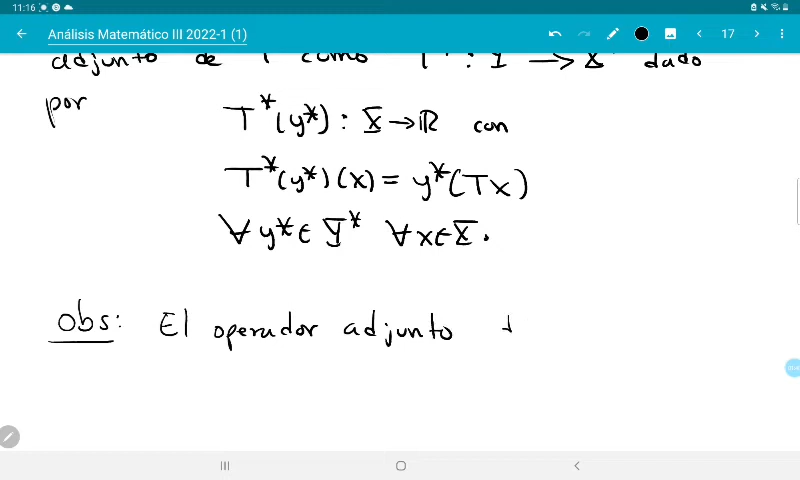 11:16
Análisis Matemático III 2022-1 (1)
17
adjunto de T como T* : Y* → X* dado
por
T*(y*) : X → ℝ con
T*(y*)(x) = y*(Tx)
∀ y* ∈ Y* ∀ x ∈ X.
Obs: El operador adjunto